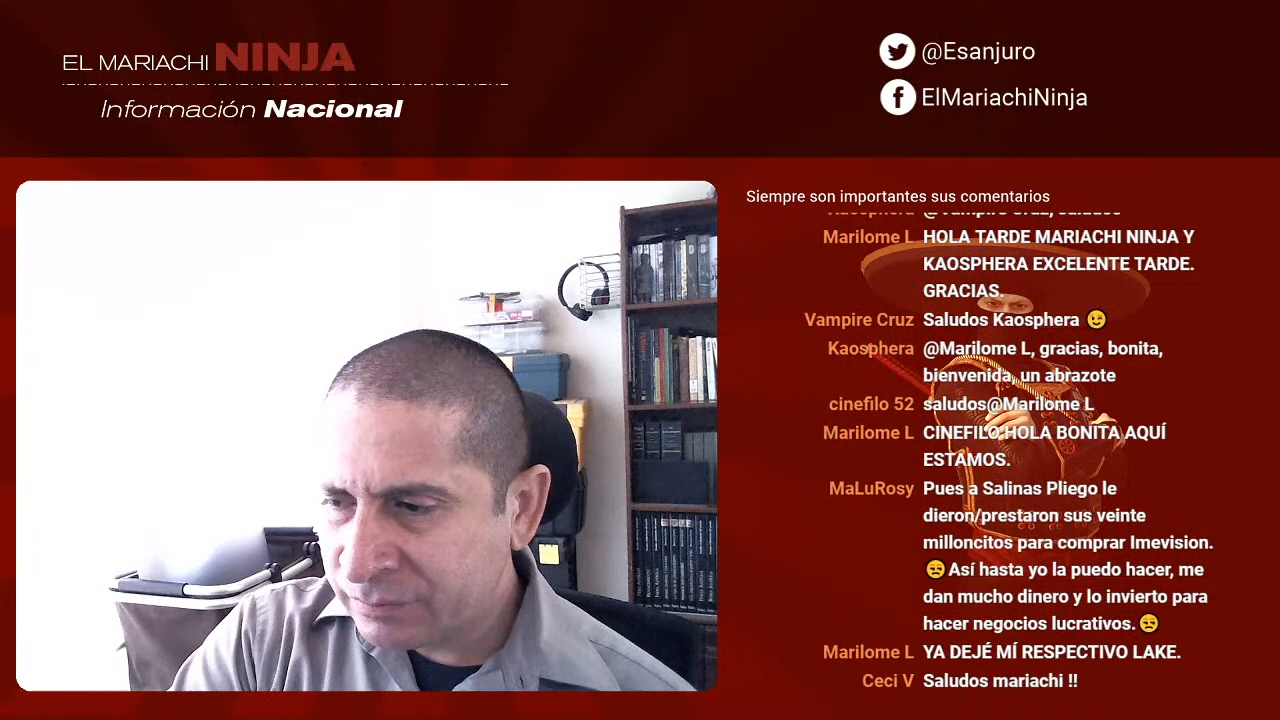 EL MARIACHI NINJA
Información Nacional
@Esanjuro
ElMariachiNinja
Siempre son importantes sus comentarios
Marilome L HOLA TARDE MARIACHI NINJA Y
KAOSPHERA EXCELENTE TARDE.
GRACIAS.
Vampire Cruz Saludos Kaosphera 😉
Kaosphera @Marilome L, gracias, bonita,
bienvenida, un abrazote
cinefilo 52 saludos@Marilome L
Marilome L CINEFILO HOLA BONITA AQUÍ
ESTAMOS.
MaLuRosy Pues a Salinas Pliego le
dieron/prestaron sus veinte
milloncitos para comprar Imevision.
😒Así hasta yo la puedo hacer, me
dan mucho dinero y lo invierto para
hacer negocios lucrativos.😒
Marilome L YA DEJÉ MÍ RESPECTIVO LAKE.
Ceci V Saludos mariachi !!